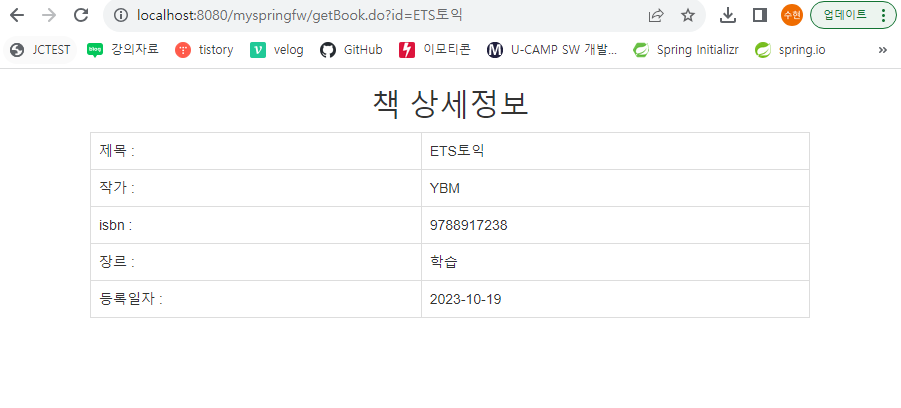 localhost:8080/myspringfw/getBook.do?id=ETS토익
수현
업데이트
JCTEST
blog
강의자료
tistory
velog
GitHub
이모티콘
U-CAMP SW 개발...
Spring Initializr
spring.io
»
책 상세정보
제목 : ETS토익
작가 : YBM
isbn : 9788917238
장르 : 학습
등록일자 : 2023-10-19